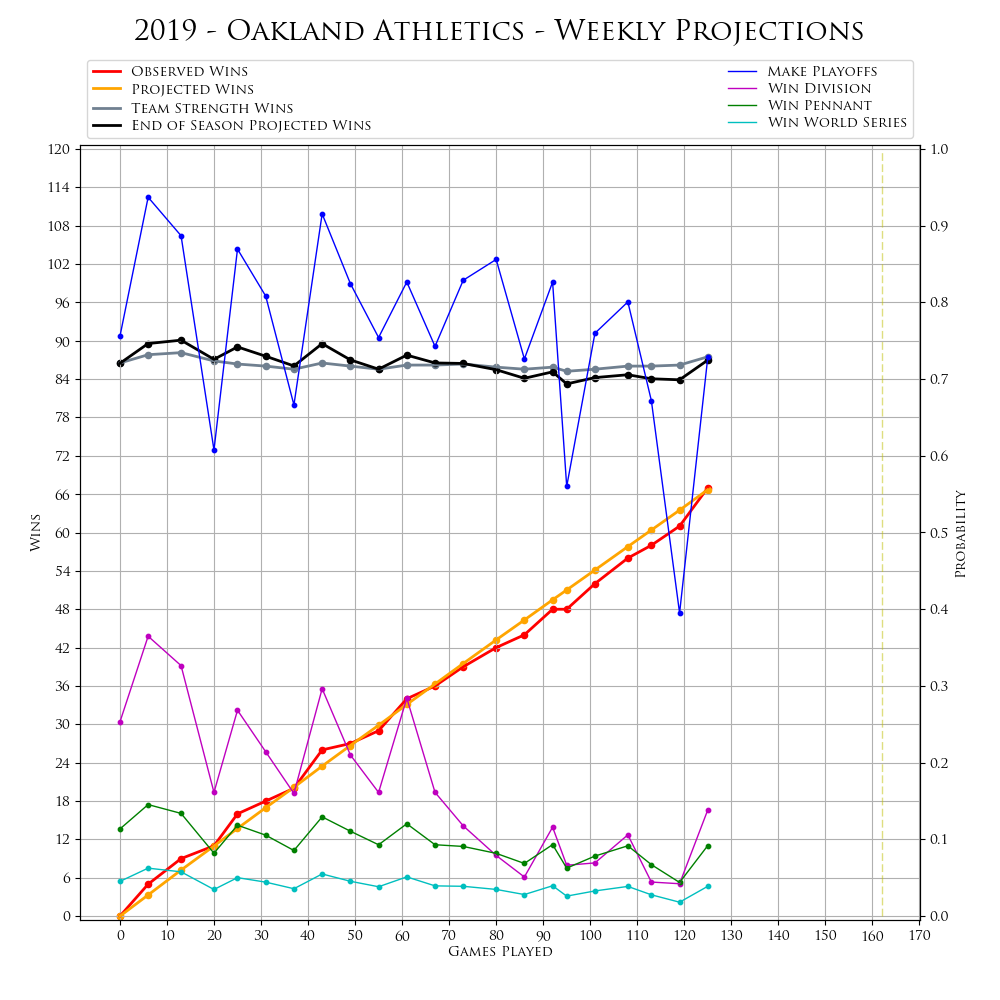 2019 - Oakland Athletics - Weekly Projections
Observed Wins
Projected Wins
Team Strength Wins
End of Season Projected Wins
Make Playoffs
Win Division
Win Pennant
Win World Series
120
114
108
102
96
90
84
78
72
66
60
54
48
42
36
30
24
18
12
6
0
Wins
1.0
0.9
0.8
0.7
0.6
0.5
0.4
0.3
0.2
0.1
0.0
Probability
0 10 20 30 40 50 60 70 80 90 100 110 120 130 140 150 160 170
Games Played